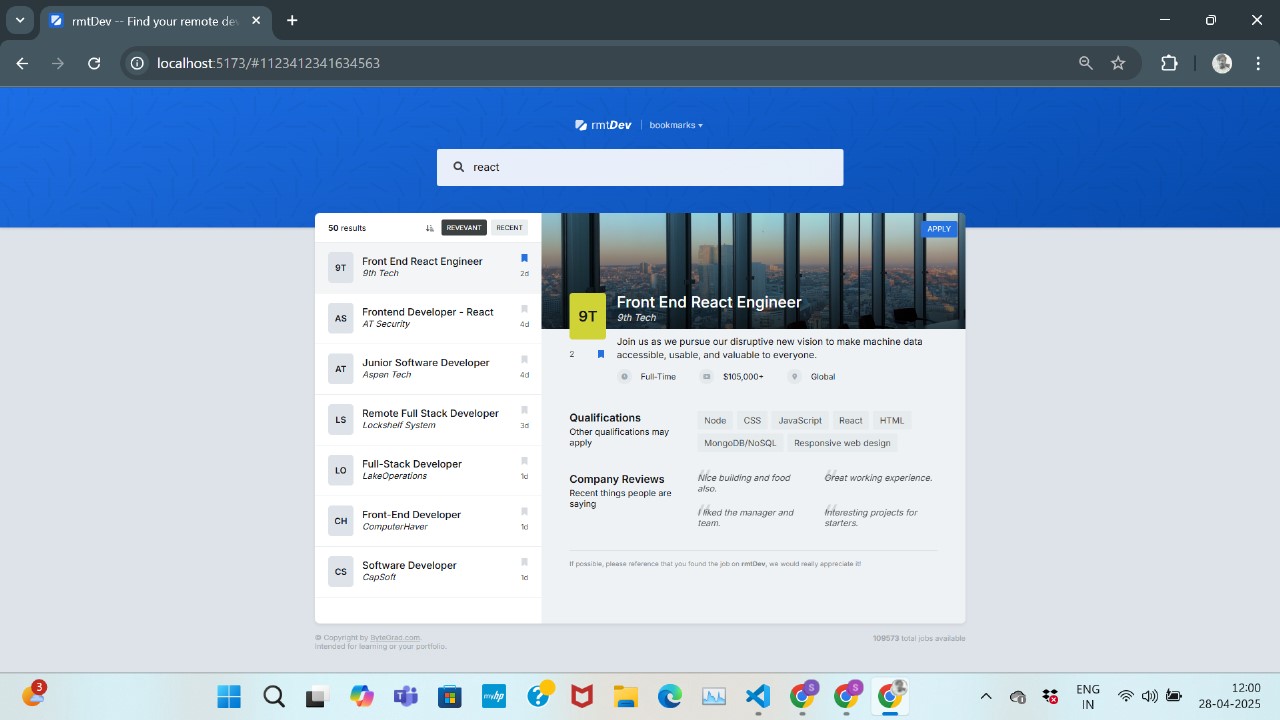 rmtDev -- Find your remote dev
localhost:5173/#1123412341634563
rmtDev
bookmarks
react
50 results
REVEVANT
RECENT
9T
Front End React Engineer
9th Tech
2d
AS
Frontend Developer - React
AT Security
4d
AT
Junior Software Developer
Aspen Tech
4d
LS
Remote Full Stack Developer
Lockshelf System
3d
LO
Full-Stack Developer
LakeOperations
1d
CH
Front-End Developer
ComputerHaver
1d
CS
Software Developer
CapSoft
1d
APPLY
9T
Front End React Engineer
9th Tech
2
Join us as we pursue our disruptive new vision to make machine data
accessible, usable, and valuable to everyone.
Full-Time
$105,000+
Global
Qualifications
Other qualifications may
apply
Node CSS JavaScript React HTML
MongoDB/NoSQL Responsive web design
Company Reviews
Recent things people are
saying
Nice building and food
also.
Great working experience.
I liked the manager and
team.
Interesting projects for
starters.
If possible, please reference that you found the job on rmtDev, we would really appreciate it!
© Copyright by ByteGrad.com.
Intended for learning or your portfolio.
109573 total jobs available
3
myhp
S
S
ENG
IN
12:00
28-04-2025